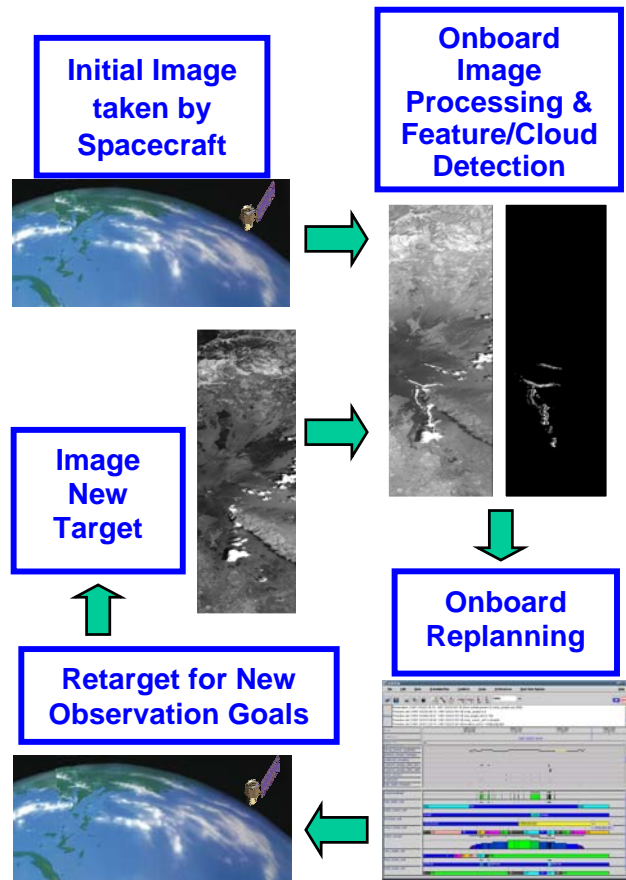 Initial Image
taken by
Spacecraft
Onboard
Image
Processing &
Feature/Cloud
Detection
Image
New
Target
Onboard
Replanning
Retarget for New
Observation Goals